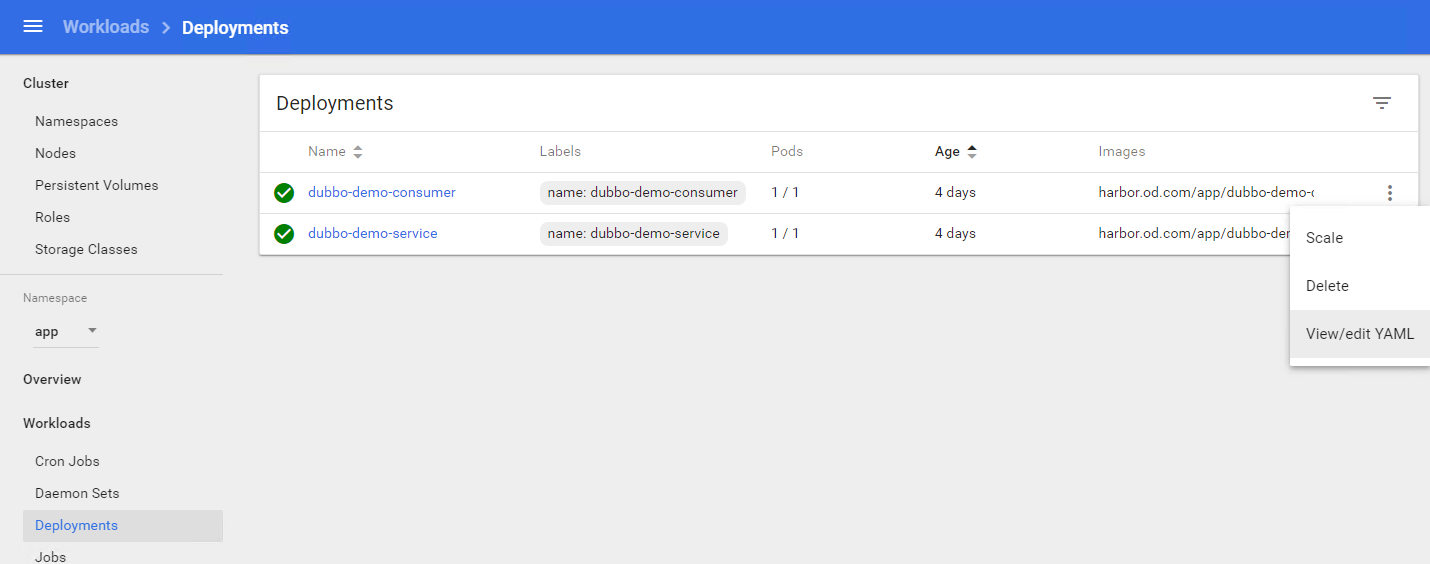 Workloads > Deployments
Cluster
Namespaces
Nodes
Persistent Volumes
Roles
Storage Classes
Namespace
app
Overview
Workloads
Cron Jobs
Daemon Sets
Deployments
Jobs
Deployments
Name Labels Pods Age Images
dubbo-demo-consumer name: dubbo-demo-consumer 1 / 1 4 days harbor.od.com/app/dubbo-demo-
dubbo-demo-service name: dubbo-demo-service 1 / 1 4 days harbor.od.com/app/dubbo-
Scale
Delete
View/edit YAML